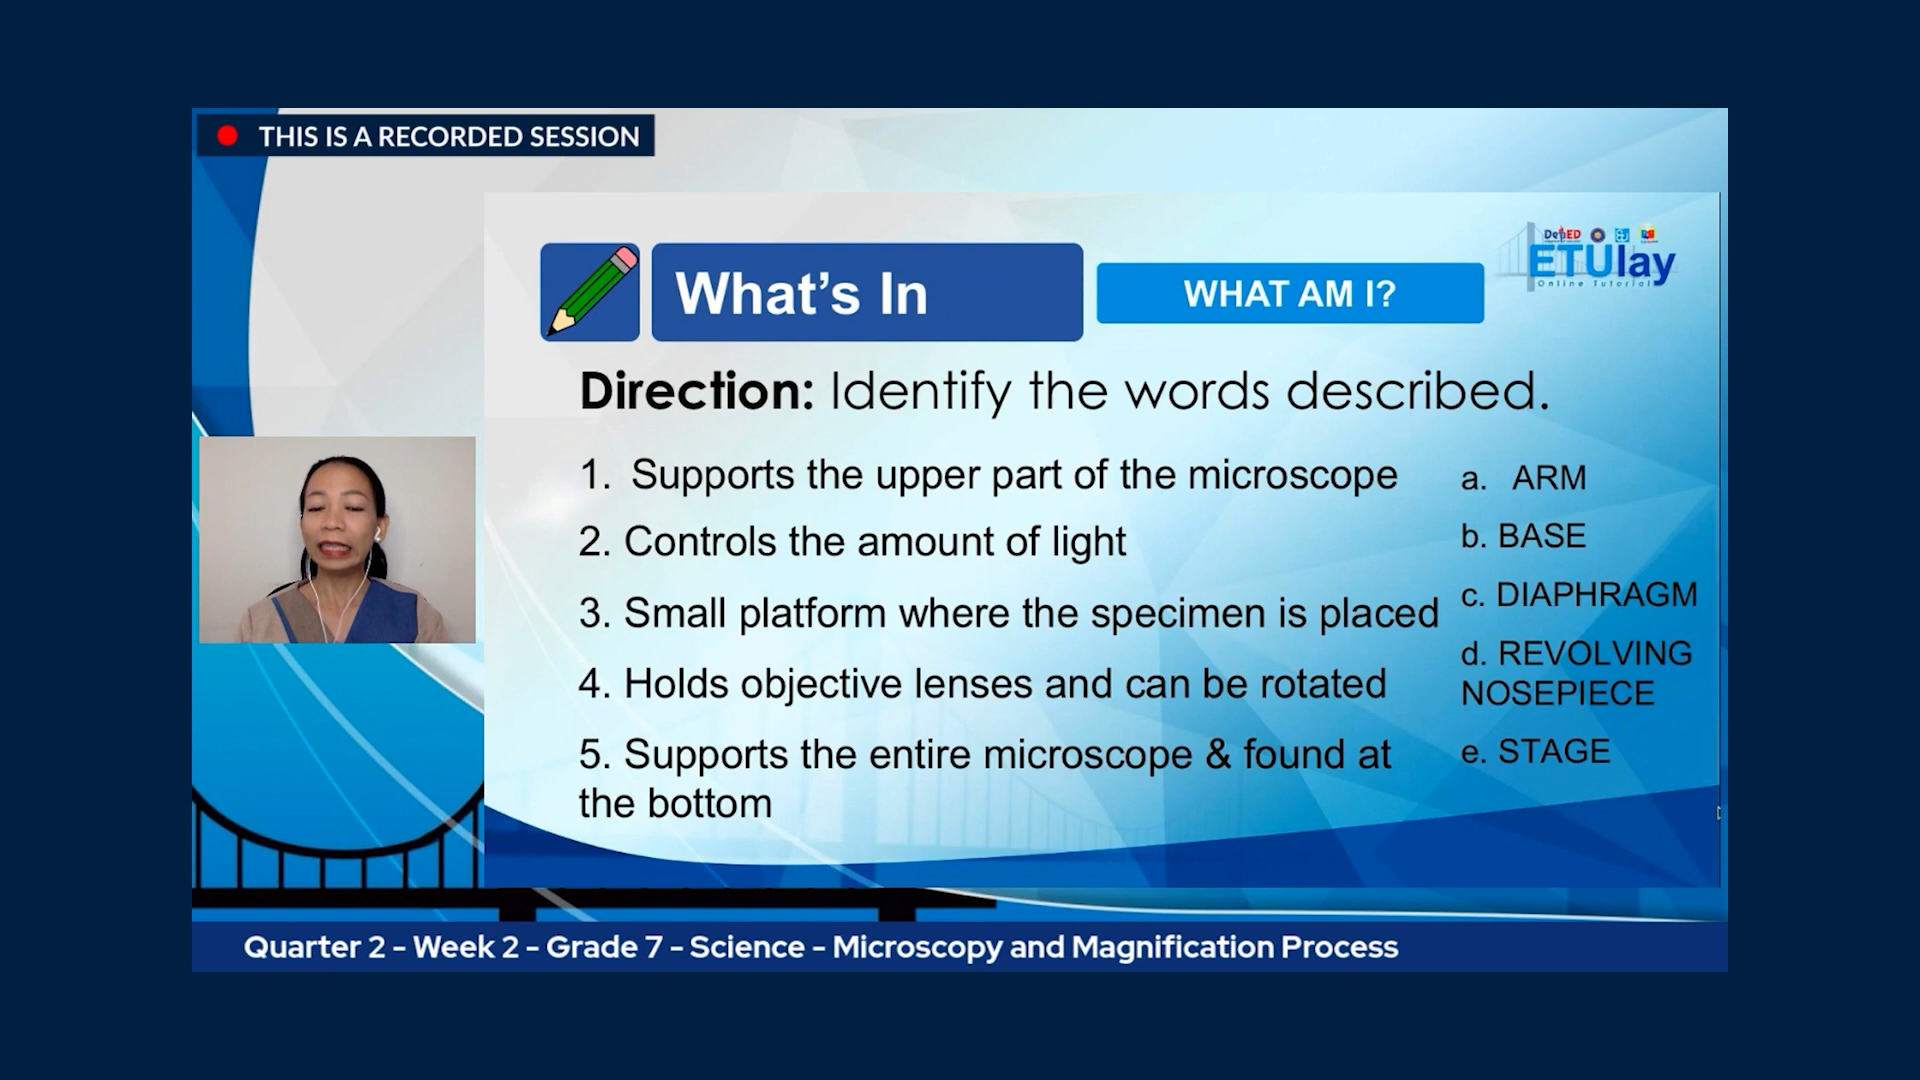 THIS IS A RECORDED SESSION
DepED
ETUlay
Online Tutorial
What's In
WHAT AM I?
Direction: Identify the words described.
1. Supports the upper part of the microscope
2. Controls the amount of light
3. Small platform where the specimen is placed
4. Holds objective lenses and can be rotated
5. Supports the entire microscope & found at
the bottom
a. ARM
b. BASE
c. DIAPHRAGM
d. REVOLVING
NOSEPIECE
e. STAGE
Quarter 2 - Week 2 - Grade 7 - Science - Microscopy and Magnification Process